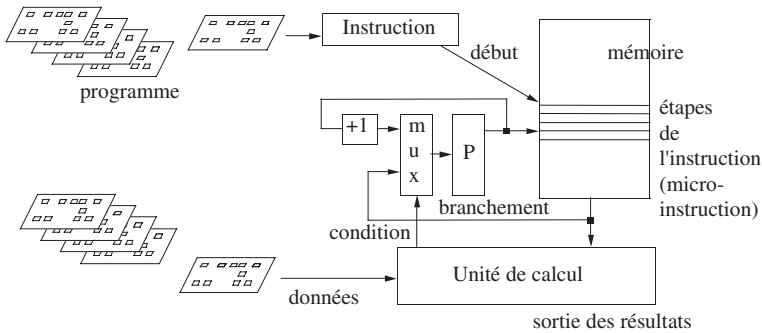 Instruction
début
mémoire
programme
étapes
de
l'instruction
(micro-
instruction)
+1
m
u
x
P
branchement
condition
Unité de calcul
données
sortie des résultats